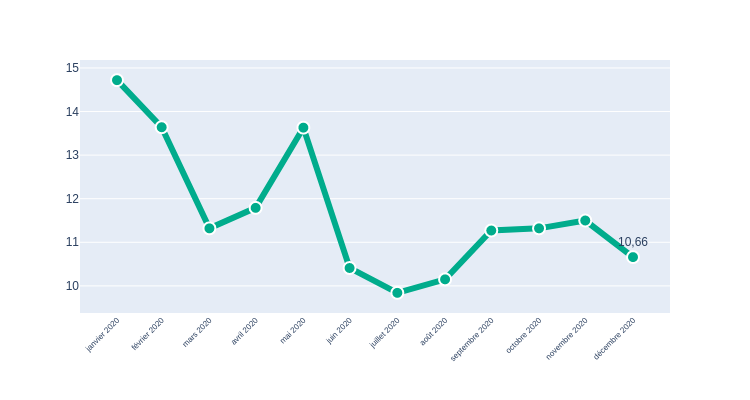 15
14
13
12
11
10
10,66
janvier 2020
février 2020
mars 2020
avril 2020
mai 2020
juin 2020
juillet 2020
août 2020
septembre 2020
octobre 2020
novembre 2020
décembre 2020